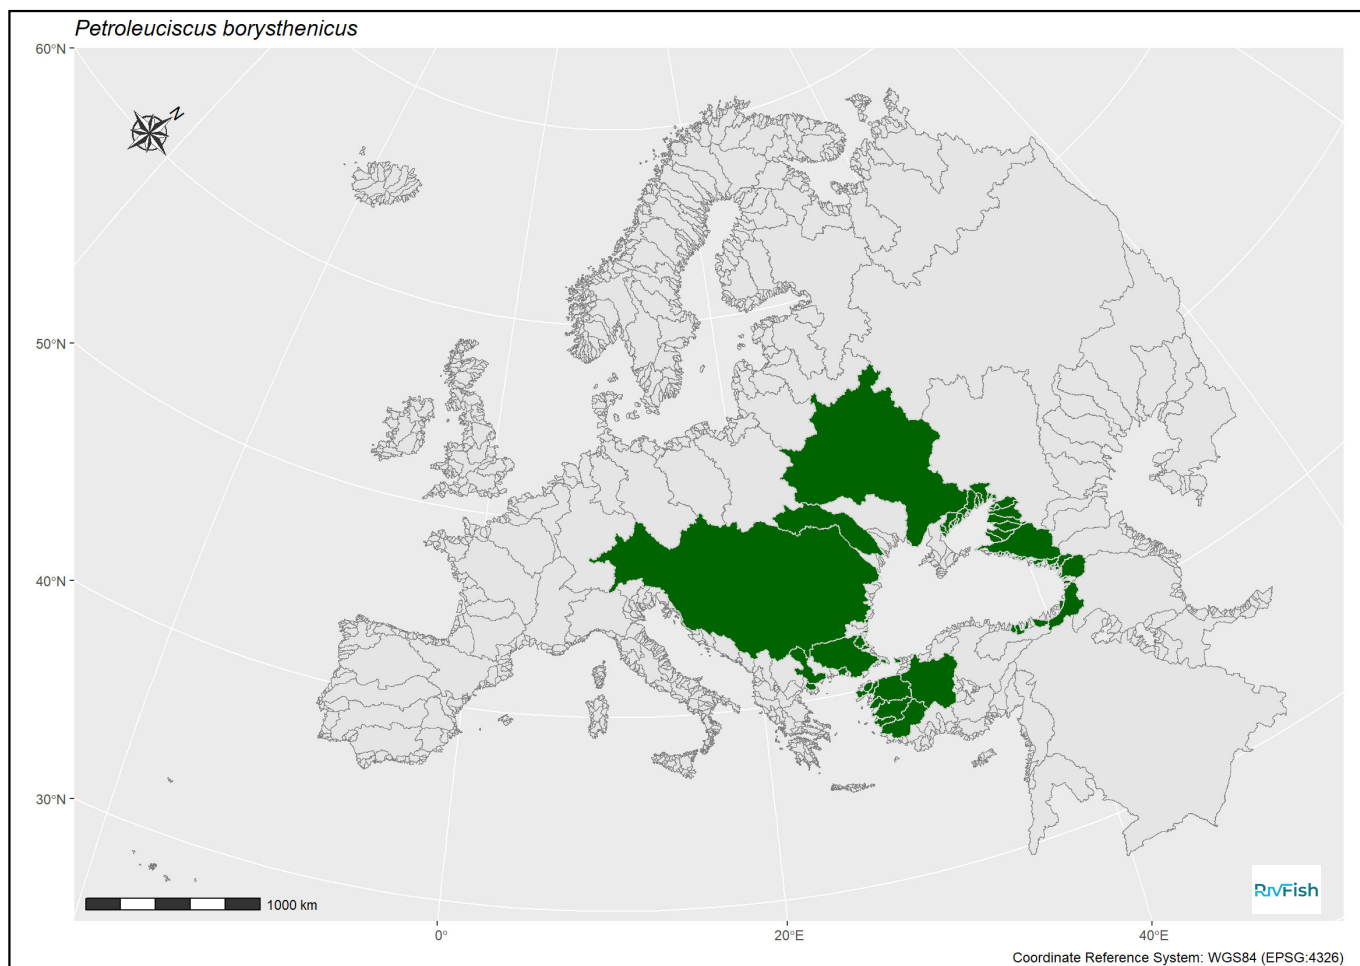 Petroleuciscus borysthenicus
60°N
N
50°N
40°N
30°N
1000 km
RIVFISH
0°
20°E
40°E
Coordinate Reference System: WGS84 (EPSG:4326)